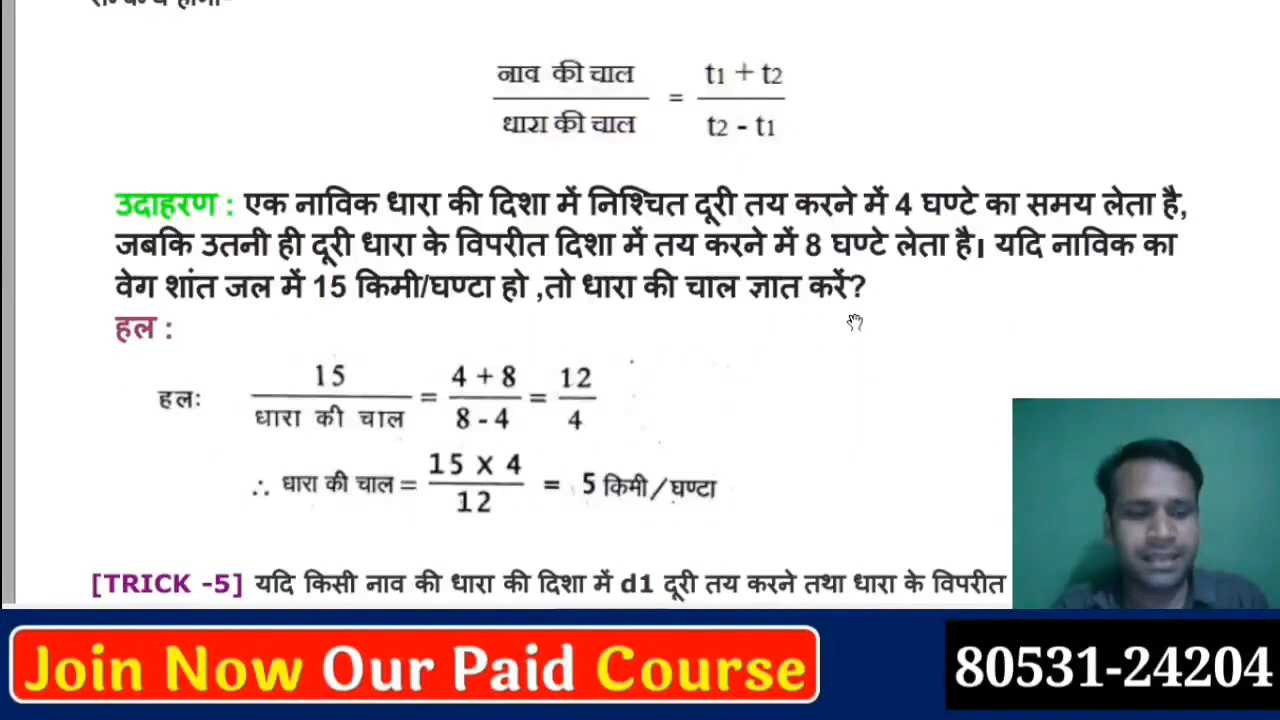 नाव की चाल = t1 + t2
धारा की चाल t2 - t1
उदाहरण : एक नाविक धारा की दिशा में निश्चित दूरी तय करने में 4 घण्टे का समय लेता है,
जबकि उतनी ही दूरी धारा के विपरीत दिशा में तय करने में 8 घण्टे लेता है। यदि नाविक का
वेग शांत जल में 15 किमी/घण्टा हो ,तो धारा की चाल ज्ञात करें?
हल :
हलः 15 = 4 + 8 = 12
धारा की चाल 8 - 4 4
∴ धारा की चाल = 15 X 4 = 5 किमी/घण्टा
12
[TRICK -5] यदि किसी नाव की धारा की दिशा में d1 दूरी तय करने तथा धारा के विपरीत
Join Now Our Paid Course
80531-24204